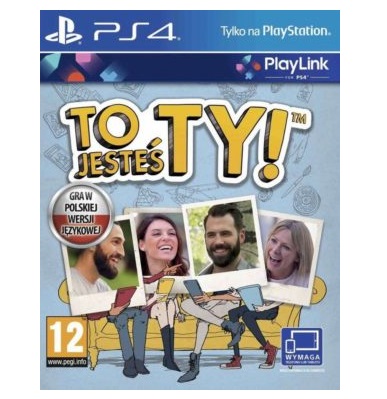 PS4
Tylko na PlayStation®
PlayLink
FOR PS4™
TO
JESTEŚ
TY!™
GRA W
POLSKIEJ
WERSJI
JĘZYKOWEJ
12
www.pegi.info
WYMAGA